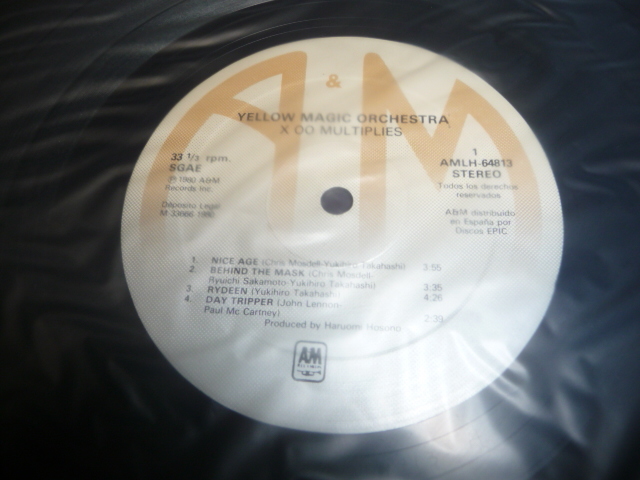 &
YELLOW MAGIC ORCHESTRA
X OO MULTIPLIES
33 1/3 rpm.
SGAE
℗ 1980 A&M
Records Inc.
Depósito Legal
M 33666 1980
1
AMLH-64813
STEREO
Todos los derechos
reservados
A&M distribuido
en España por
Discos EPIC
1. NICE AGE (Chris Mosdell-Yukihiro Takahashi) 3:55
2. BEHIND THE MASK (Chris Mosdell-
Ryuichi Sakamoto-Yukihiro Takahashi) 3:35
3. RYDEEN (Yukihiro Takahashi) 4:26
4. DAY TRIPPER (John Lennon-
Paul Mc Cartney) 2:39
Produced by Haruomi Hosono
A&M
RECORDS